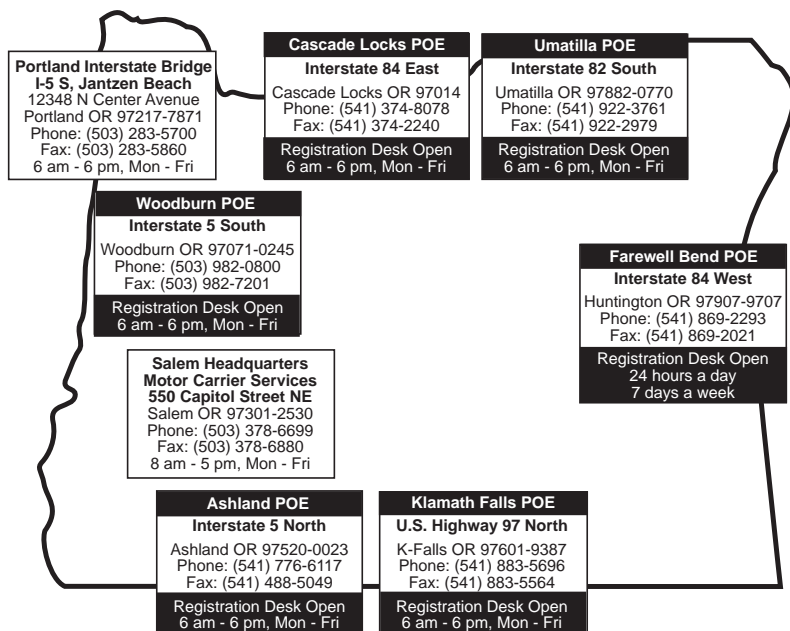 Portland Interstate Bridge
I-5 S, Jantzen Beach
12348 N Center Avenue
Portland OR 97217-7871
Phone: (503) 283-5700
Fax: (503) 283-5860
6 am - 6 pm, Mon - Fri
Cascade Locks POE
Interstate 84 East
Cascade Locks OR 97014
Phone: (541) 374-8078
Fax: (541) 374-2240
Registration Desk Open
6 am - 6 pm, Mon - Fri
Umatilla POE
Interstate 82 South
Umatilla OR 97882-0770
Phone: (541) 922-3761
Fax: (541) 922-2979
Registration Desk Open
6 am - 6 pm, Mon - Fri
Woodburn POE
Interstate 5 South
Woodburn OR 97071-0245
Phone: (503) 982-0800
Fax: (503) 982-7201
Registration Desk Open
6 am - 6 pm, Mon - Fri
Farewell Bend POE
Interstate 84 West
Huntington OR 97907-9707
Phone: (541) 869-2293
Fax: (541) 869-2021
Registration Desk Open
24 hours a day
7 days a week
Salem Headquarters
Motor Carrier Services
550 Capitol Street NE
Salem OR 97301-2530
Phone: (503) 378-6699
Fax: (503) 378-6880
8 am - 5 pm, Mon - Fri
Ashland POE
Interstate 5 North
Ashland OR 97520-0023
Phone: (541) 776-6117
Fax: (541) 488-5049
Registration Desk Open
6 am - 6 pm, Mon - Fri
Klamath Falls POE
U.S. Highway 97 North
K-Falls OR 97601-9387
Phone: (541) 883-5696
Fax: (541) 883-5564
Registration Desk Open
6 am - 6 pm, Mon - Fri